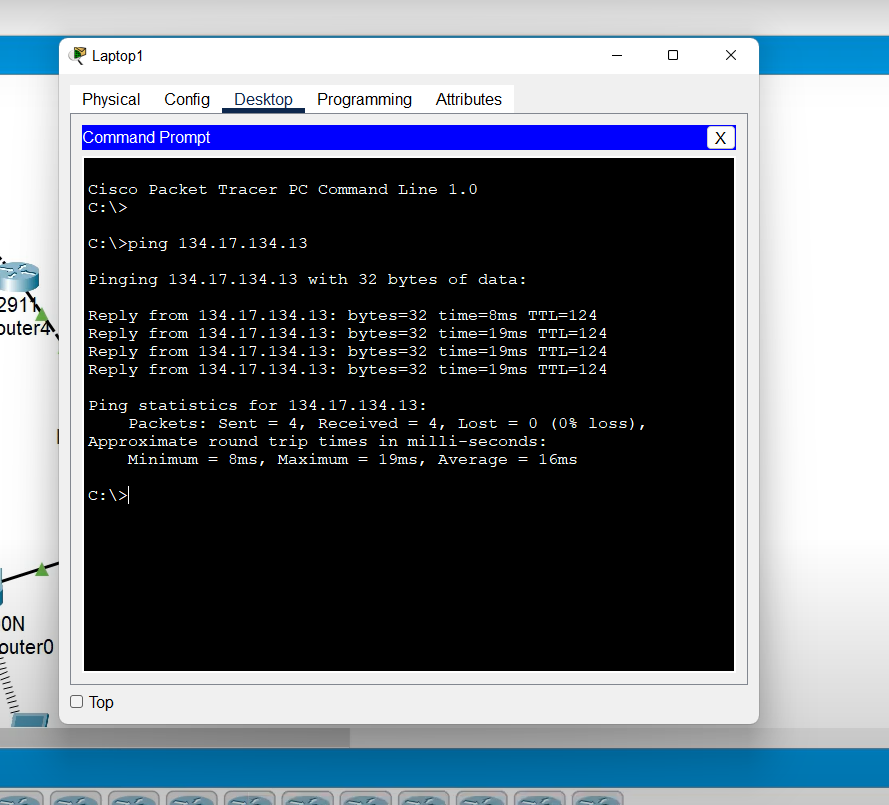 Laptop1
Physical Config Desktop Programming Attributes
Command Prompt X
Cisco Packet Tracer PC Command Line 1.0
C:\>
C:\>ping 134.17.134.13
Pinging 134.17.134.13 with 32 bytes of data:
Reply from 134.17.134.13: bytes=32 time=8ms TTL=124
Reply from 134.17.134.13: bytes=32 time=19ms TTL=124
Reply from 134.17.134.13: bytes=32 time=19ms TTL=124
Reply from 134.17.134.13: bytes=32 time=19ms TTL=124
Ping statistics for 134.17.134.13:
Packets: Sent = 4, Received = 4, Lost = 0 (0% loss),
Approximate round trip times in milli-seconds:
Minimum = 8ms, Maximum = 19ms, Average = 16ms
C:\>
Top
2911
outer4
0N
outer0